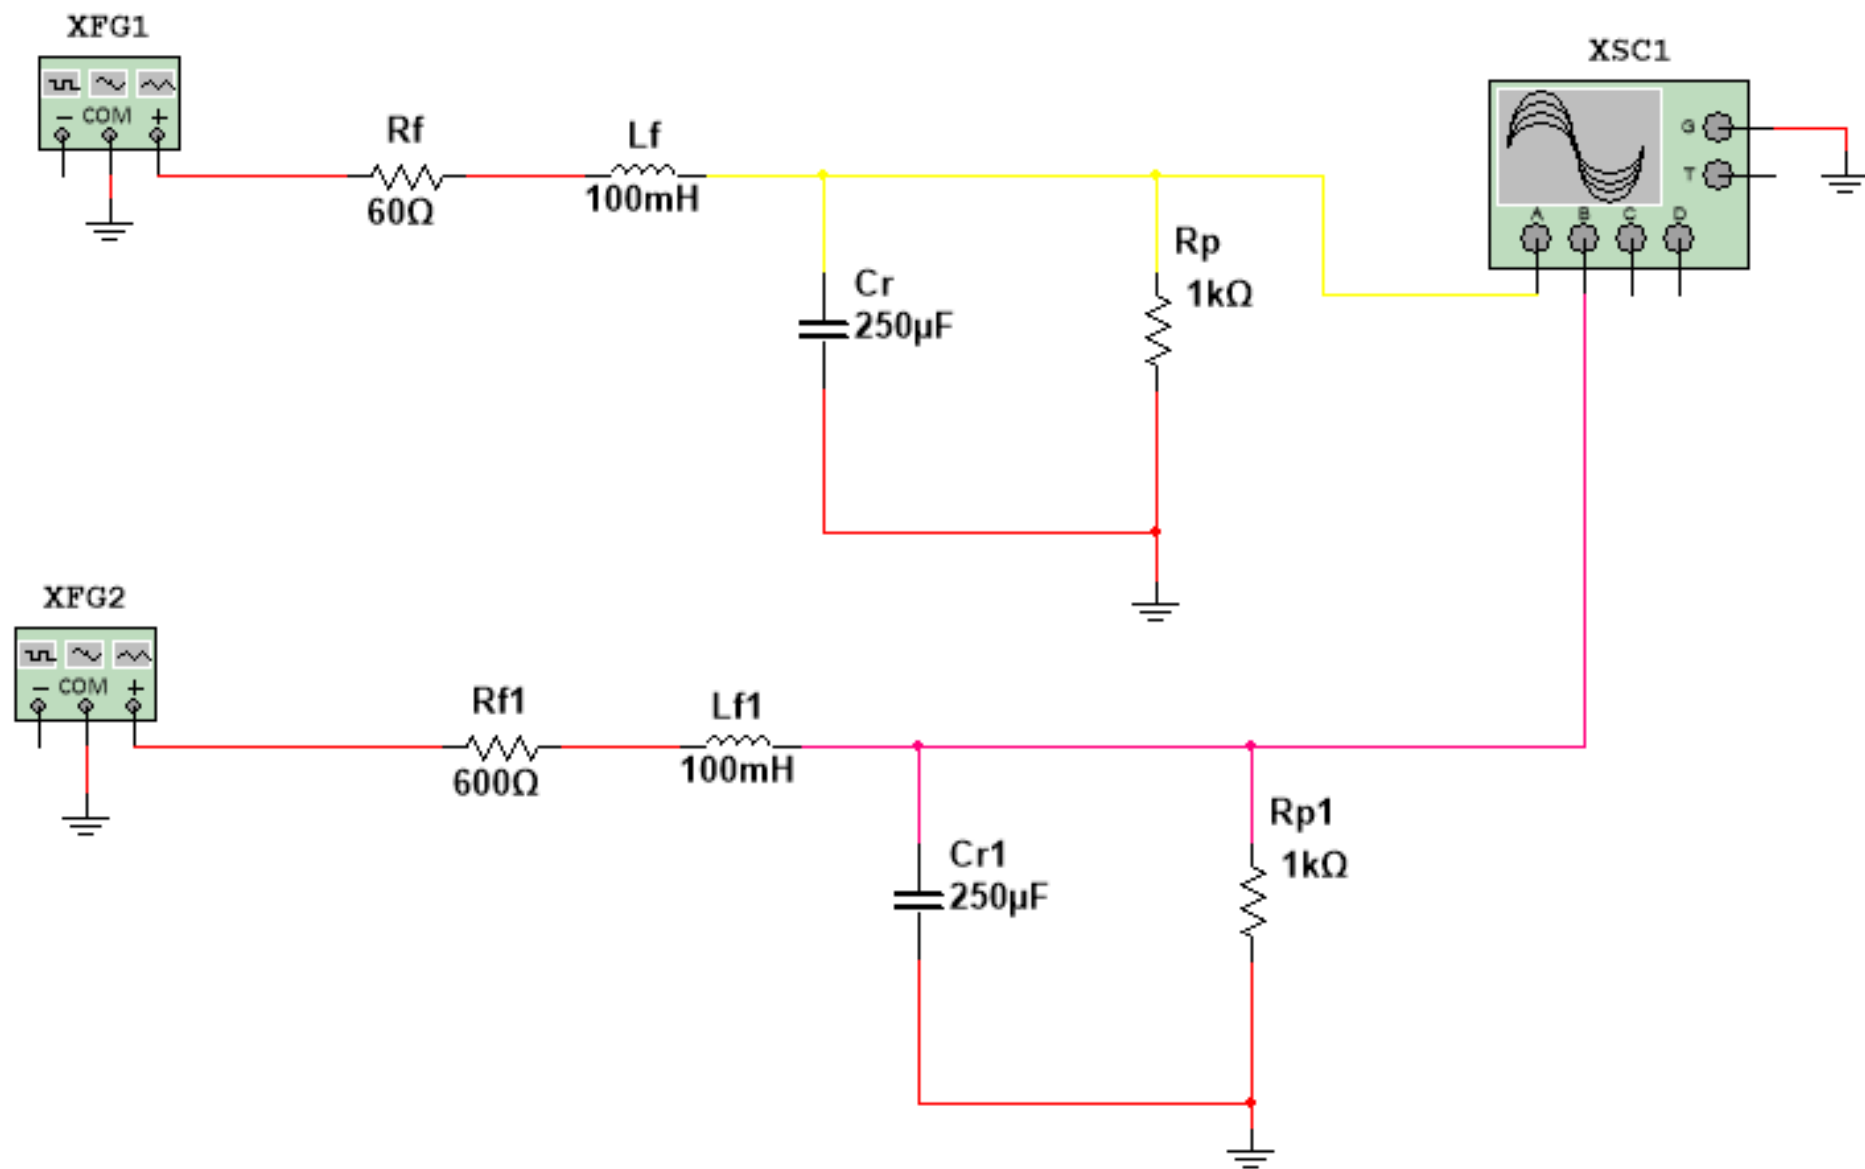 XFG1
XSC1
− COM +
Rf
60Ω
Lf
100mH
G
T
A B C D
Cr
250µF
Rp
1kΩ
XFG2
− COM +
Rf1
600Ω
Lf1
100mH
Cr1
250µF
Rp1
1kΩ